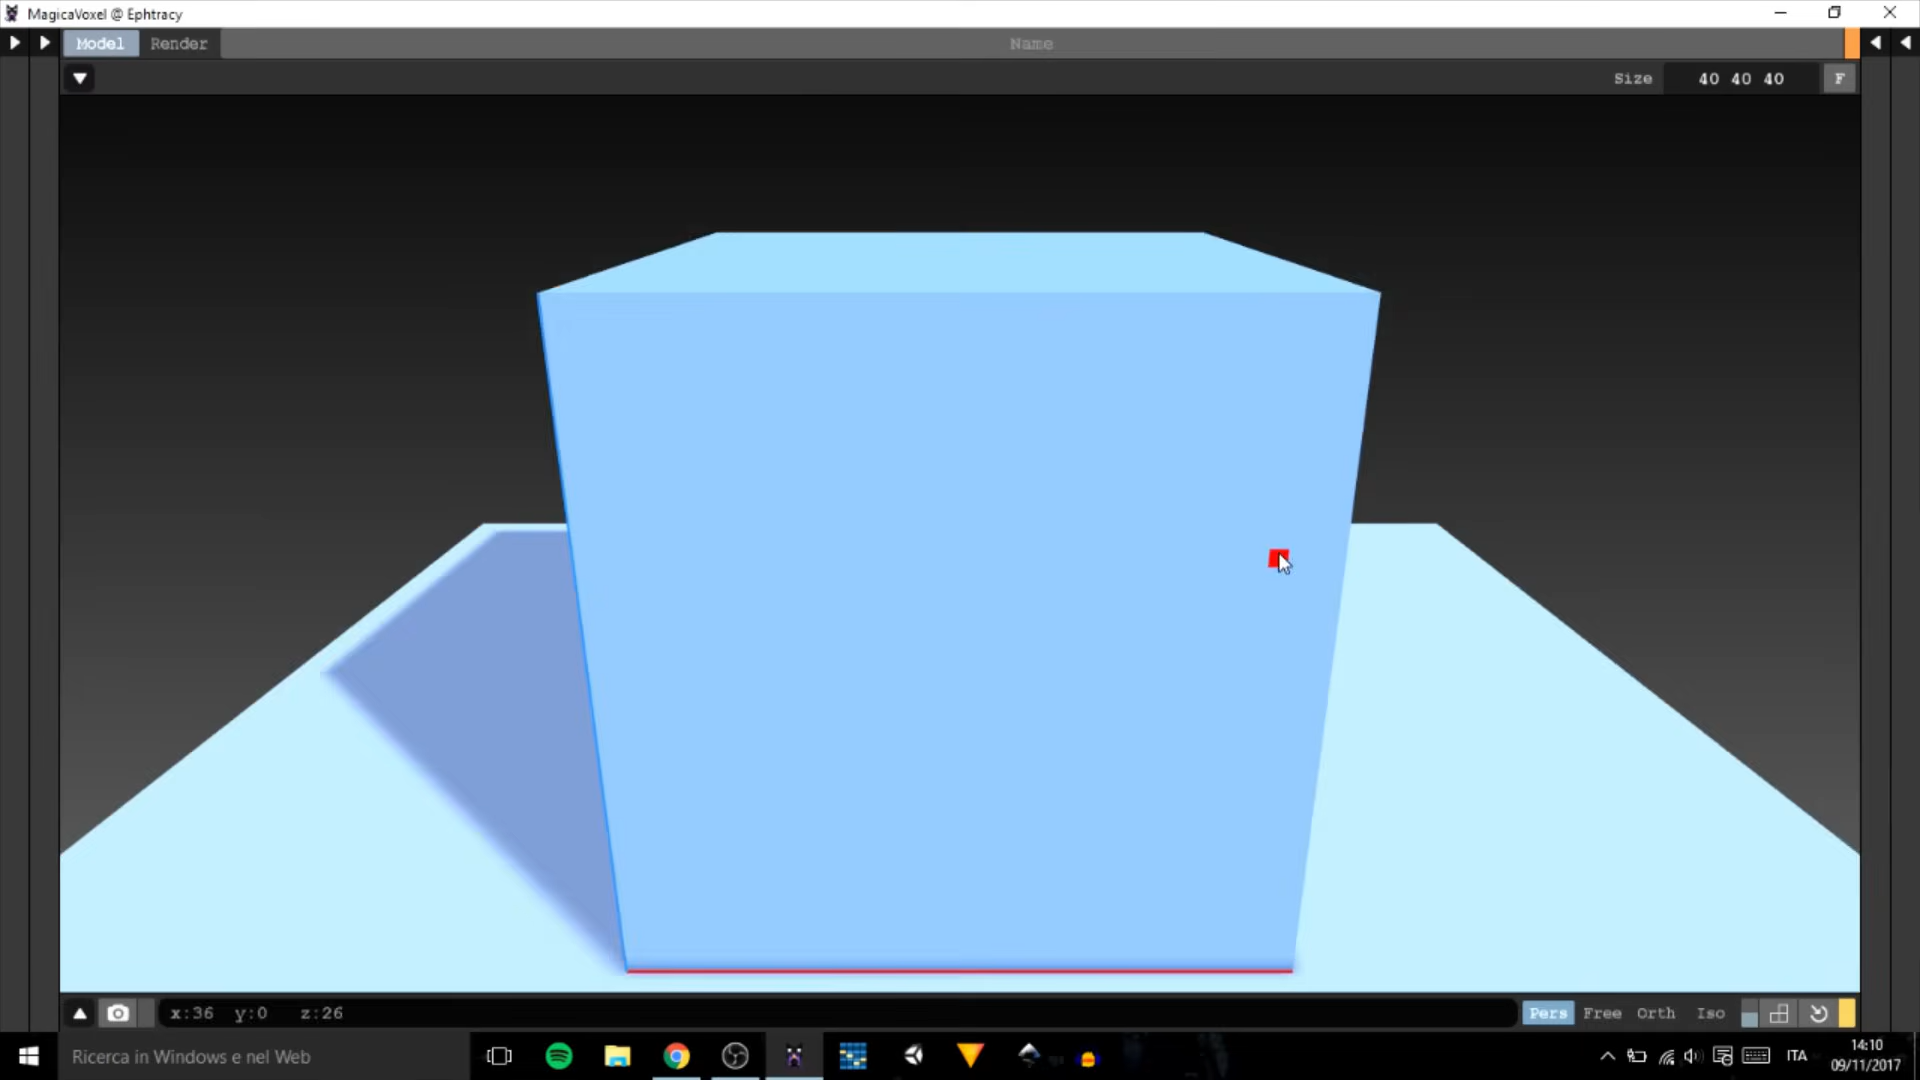 MagicaVoxel @ Ephtracy
Model Render Name
Size 40 40 40 F
x:36 y:0 z:26 Pers Free Orth Iso
Ricerca in Windows e nel Web
ITA
14:10
09/11/2017